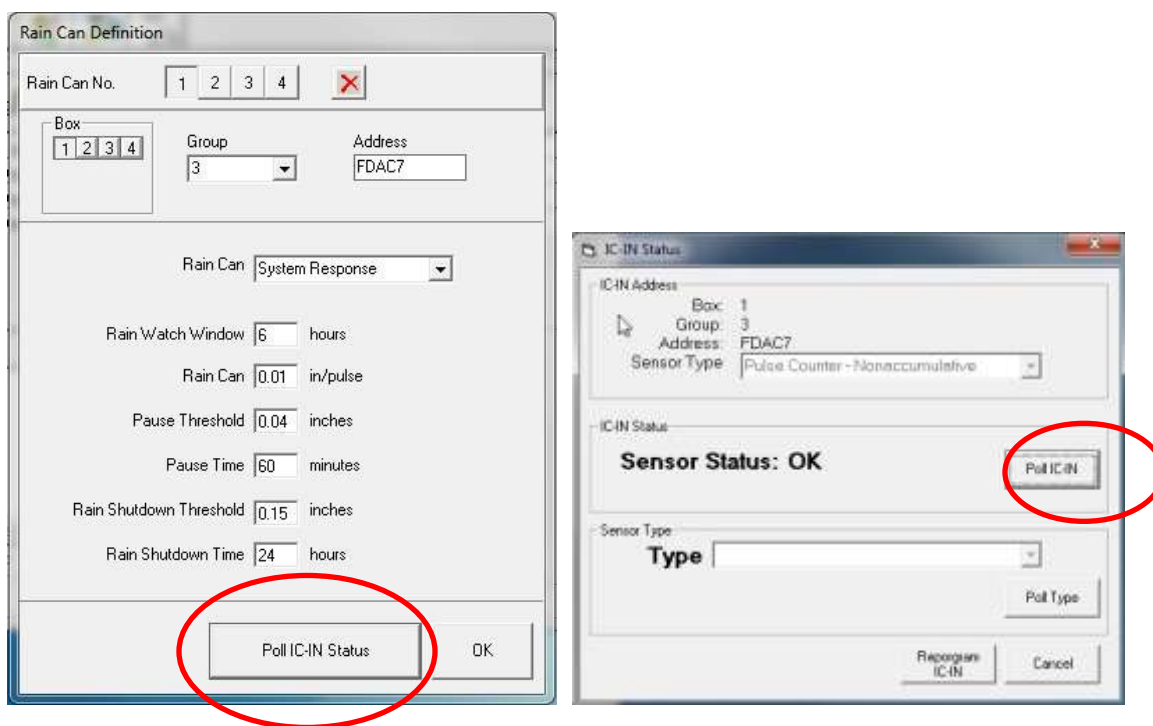 Rain Can Definition
Rain Can No. 1 2 3 4
Box
1 2 3 4
Group
3
Address
FDAC7
Rain Can System Response
Rain Watch Window 6 hours
Rain Can 0.01 in/pulse
Pause Threshold 0.04 inches
Pause Time 60 minutes
Rain Shutdown Threshold 0.15 inches
Rain Shutdown Time 24 hours
Poll IC-IN Status OK
IC-IN Status
IC-IN Address
Box: 1
Group: 3
Address: FDAC7
Sensor Type Pulse Counter - Nonaccumulative
IC-IN Status
Sensor Status: OK
Poll IC-IN
Sensor Type
Type
Poll Type
Reporgram
IC-IN
Cancel